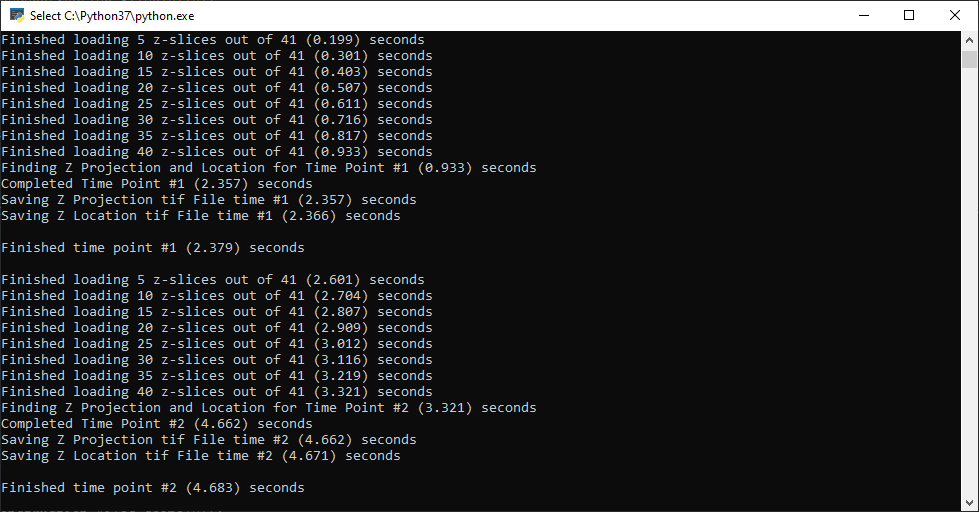 Select C:\Python37\python.exe
Finished loading 5 z-slices out of 41 (0.199) seconds
Finished loading 10 z-slices out of 41 (0.301) seconds
Finished loading 15 z-slices out of 41 (0.403) seconds
Finished loading 20 z-slices out of 41 (0.507) seconds
Finished loading 25 z-slices out of 41 (0.611) seconds
Finished loading 30 z-slices out of 41 (0.716) seconds
Finished loading 35 z-slices out of 41 (0.817) seconds
Finished loading 40 z-slices out of 41 (0.933) seconds
Finding Z Projection and Location for Time Point #1 (0.933) seconds
Completed Time Point #1 (2.357) seconds
Saving Z Projection tif File time #1 (2.357) seconds
Saving Z Location tif File time #1 (2.366) seconds
Finished time point #1 (2.379) seconds
Finished loading 5 z-slices out of 41 (2.601) seconds
Finished loading 10 z-slices out of 41 (2.704) seconds
Finished loading 15 z-slices out of 41 (2.807) seconds
Finished loading 20 z-slices out of 41 (2.909) seconds
Finished loading 25 z-slices out of 41 (3.012) seconds
Finished loading 30 z-slices out of 41 (3.116) seconds
Finished loading 35 z-slices out of 41 (3.219) seconds
Finished loading 40 z-slices out of 41 (3.321) seconds
Finding Z Projection and Location for Time Point #2 (3.321) seconds
Completed Time Point #2 (4.662) seconds
Saving Z Projection tif File time #2 (4.662) seconds
Saving Z Location tif File time #2 (4.671) seconds
Finished time point #2 (4.683) seconds